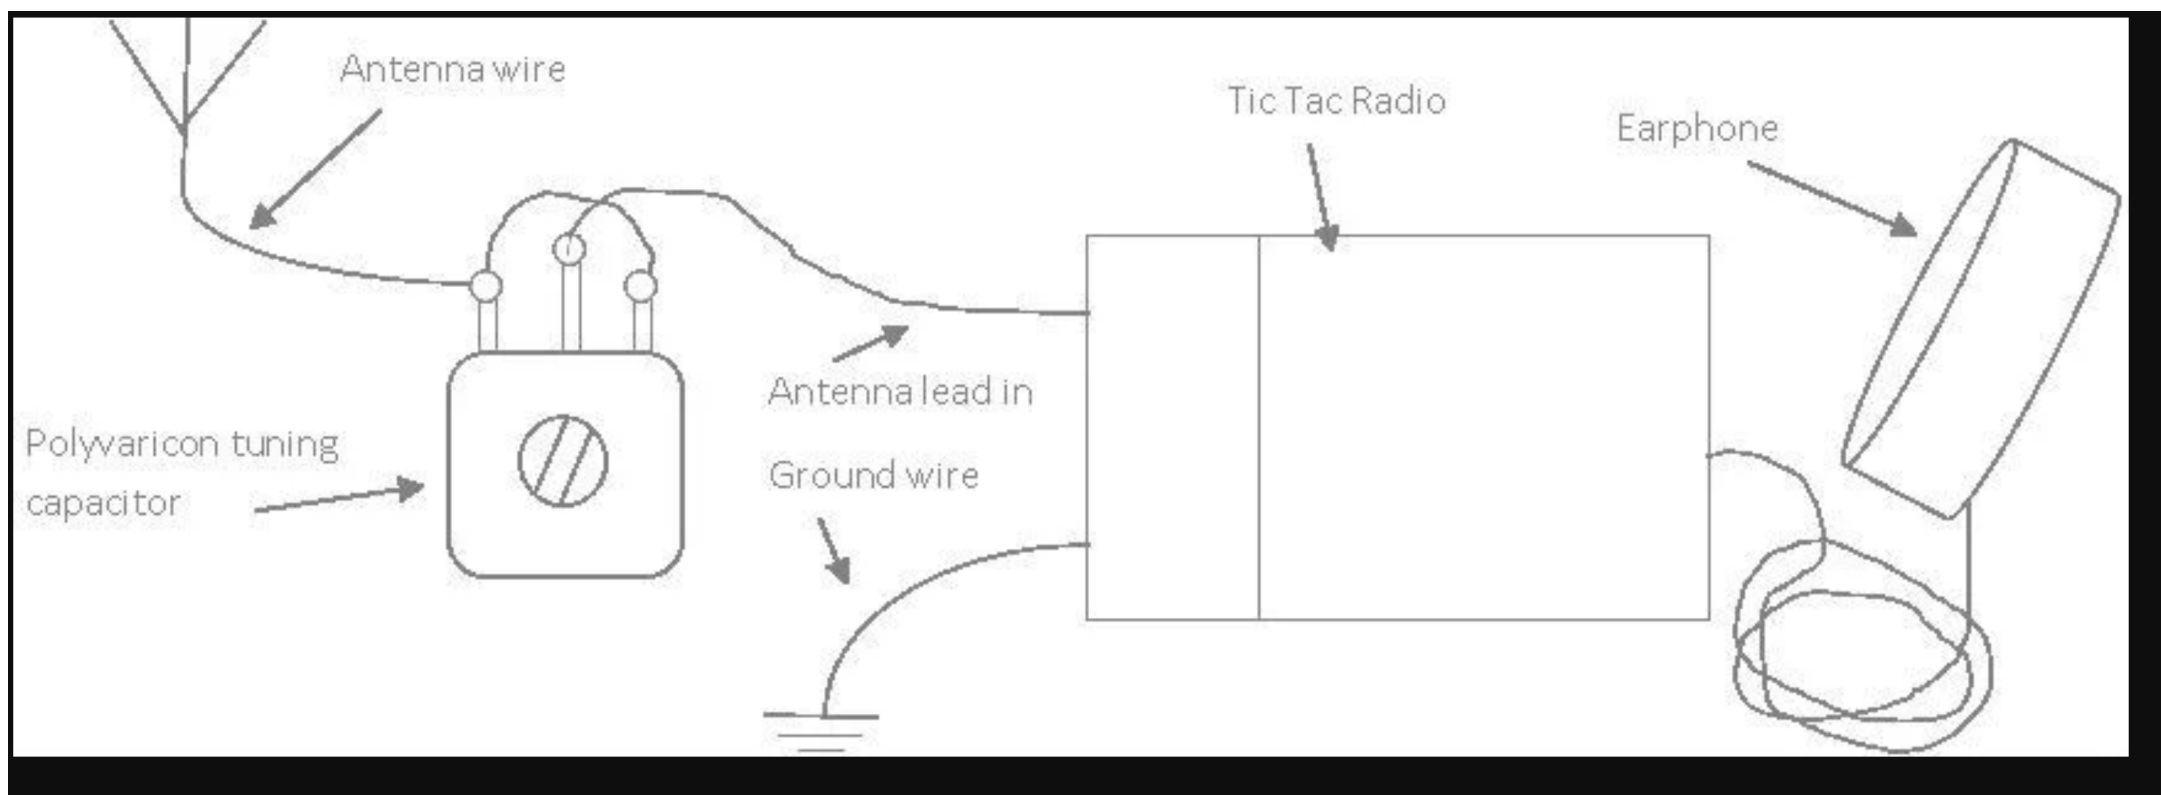 Antenna wire
Tic Tac Radio
Earphone
Antenna lead in
Polyvaricon tuning
capacitor
Ground wire